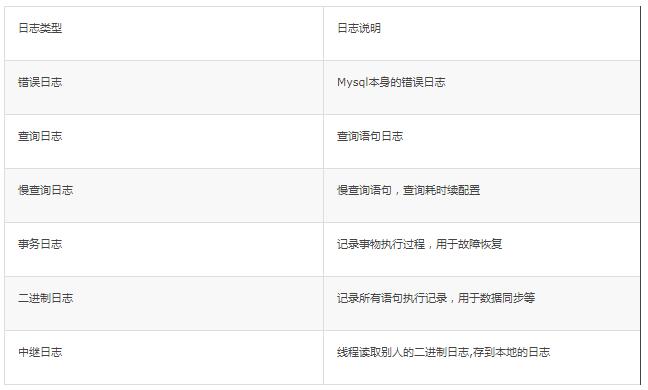 日志类型 日志说明
错误日志 Mysql本身的错误日志
查询日志 查询语句日志
慢查询日志 慢查询语句，查询耗时续配置
事务日志 记录事物执行过程，用于故障恢复
二进制日志 记录所有语句执行记录，用于数据同步等
中继日志 线程读取别人的二进制日志,存到本地的日志